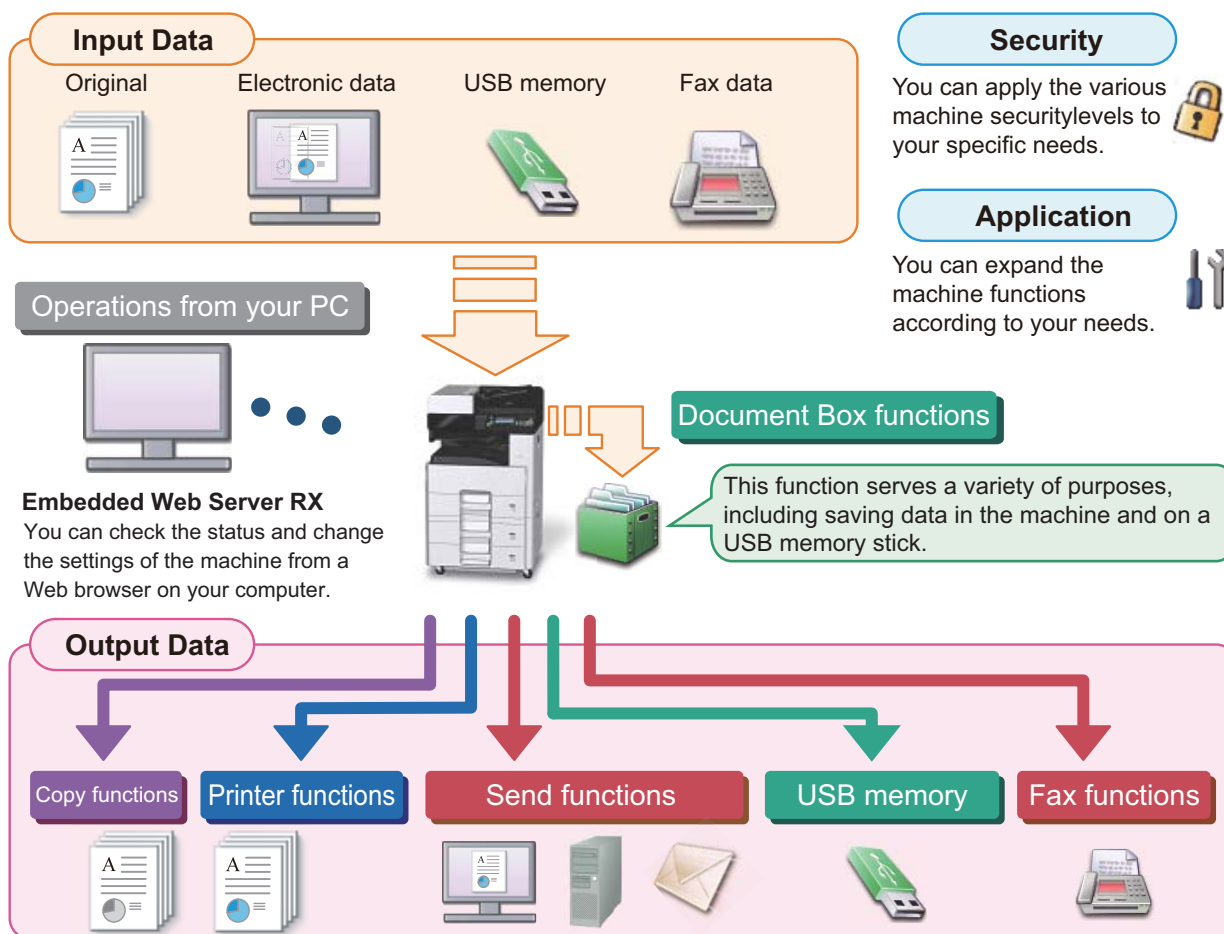 Input Data
Original
Electronic data
USB memory
Fax data
Security
You can apply the various
machine securitylevels to
your specific needs.
Application
You can expand the
machine functions
according to your needs.
Operations from your PC
Embedded Web Server RX
You can check the status and change
the settings of the machine from a
Web browser on your computer.
Document Box functions
This function serves a variety of purposes,
including saving data in the machine and on a
USB memory stick.
Output Data
Copy functions
Printer functions
Send functions
USB memory
Fax functions
A
A
A
A
A